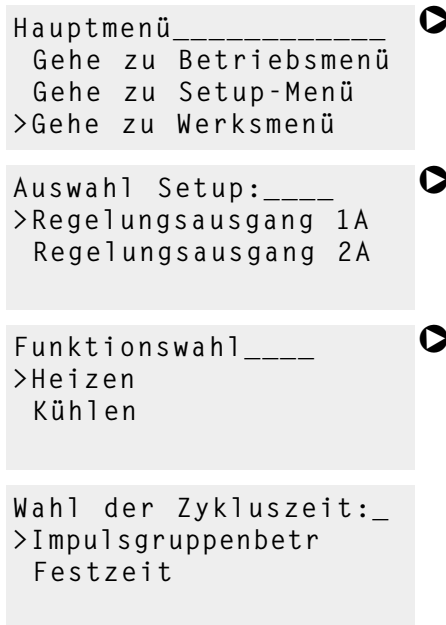 Hauptmenü____________
Gehe zu Betriebsmenü
Gehe zu Setup-Menü
>Gehe zu Werksmenü
Auswahl Setup:____
>Regelungsausgang 1A
Regelungsausgang 2A
Funktionswahl____
>Heizen
Kühlen
Wahl der Zykluszeit:_
>Impulsgruppenbetr
Festzeit